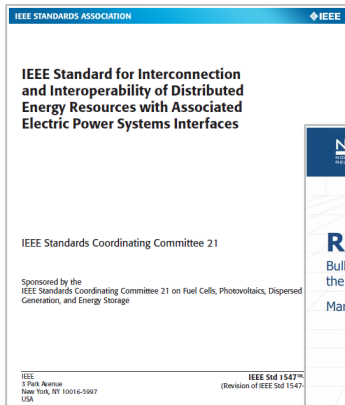 IEEE STANDARDS ASSOCIATION
IEEE
IEEE Standard for Interconnection
and Interoperability of Distributed
Energy Resources with Associated
Electric Power Systems Interfaces
IEEE Standards Coordinating Committee 21
Sponsored by the
IEEE Standards Coordinating Committee 21 on Fuel Cells, Photovoltaics, Dispersed
Generation, and Energy Storage
IEEE
3 Park Avenue
New York, NY 10016-5997
USA
IEEE Std 1547™-
(Revision of IEEE Std 1547-
N
R
Bull
the
Mar